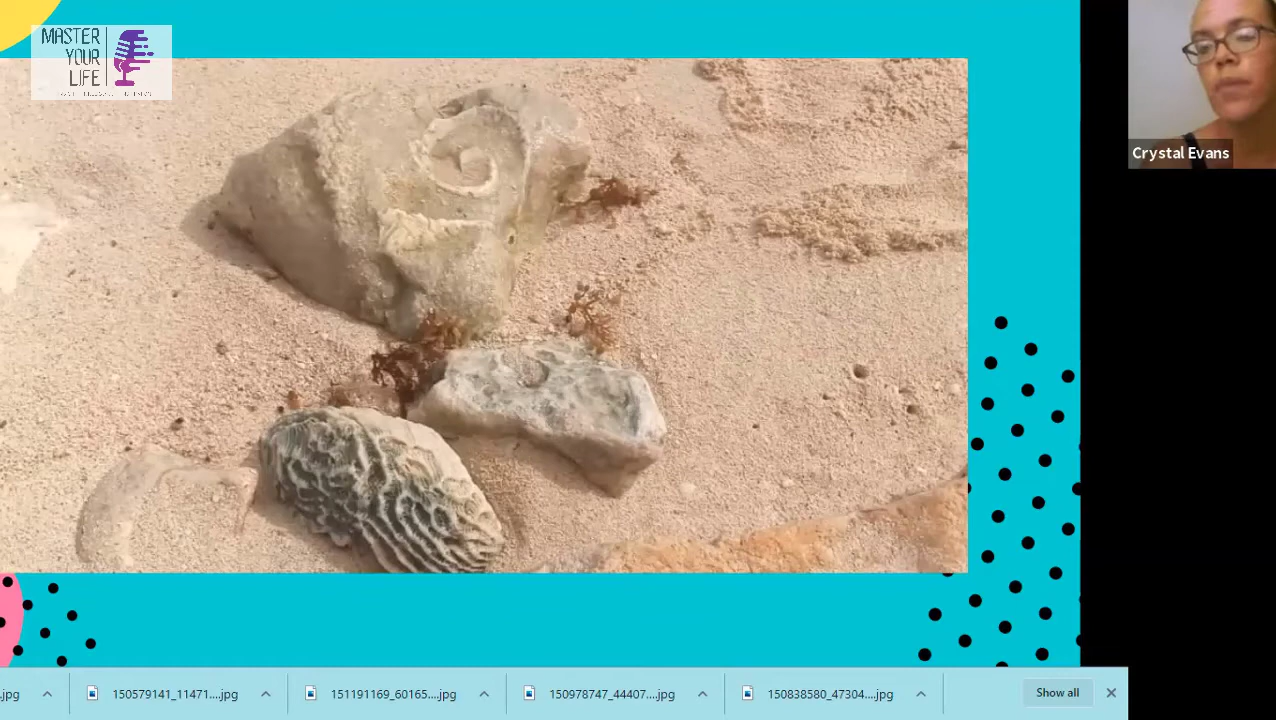 MASTER
YOUR
LIFE
Crystal Evans
.jpg
150579141_11471....jpg
151191169_60165....jpg
150978747_44407....jpg
150838580_47304....jpg
Show all